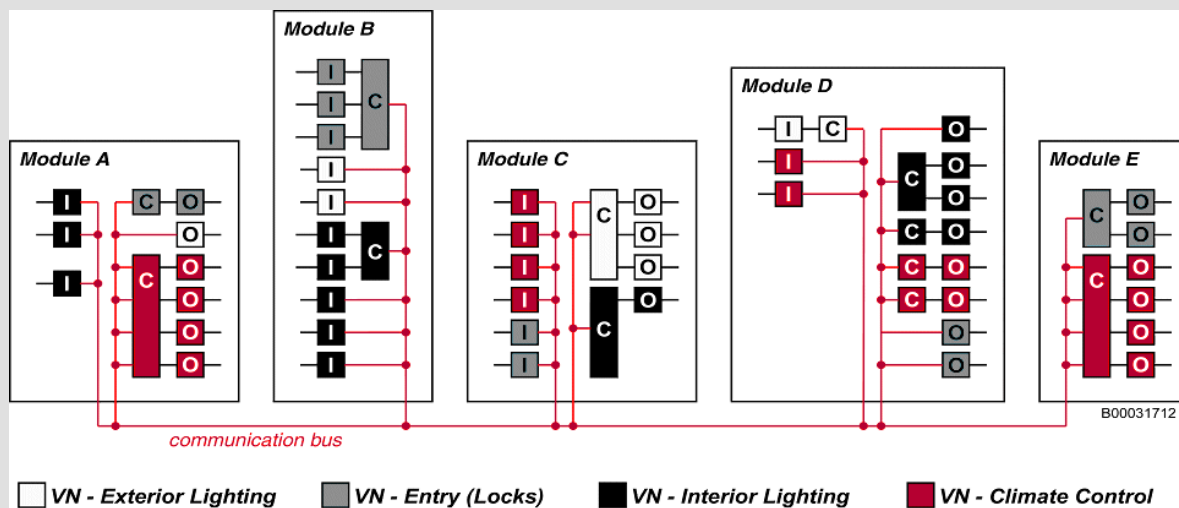 Module B
I
I C
I
I
I
I C
I
I
I
I
Module D
I C O
I
I C O
O
C O
C O
C O
O
O
Module A
I C O
I O
I C O
O
O
O
Module C
I C O
I O
I O
I C O
I
I
Module E
C O
O
C O
O
O
O
B00031712
communication bus
VN - Exterior Lighting VN - Entry (Locks) VN - Interior Lighting VN - Climate Control